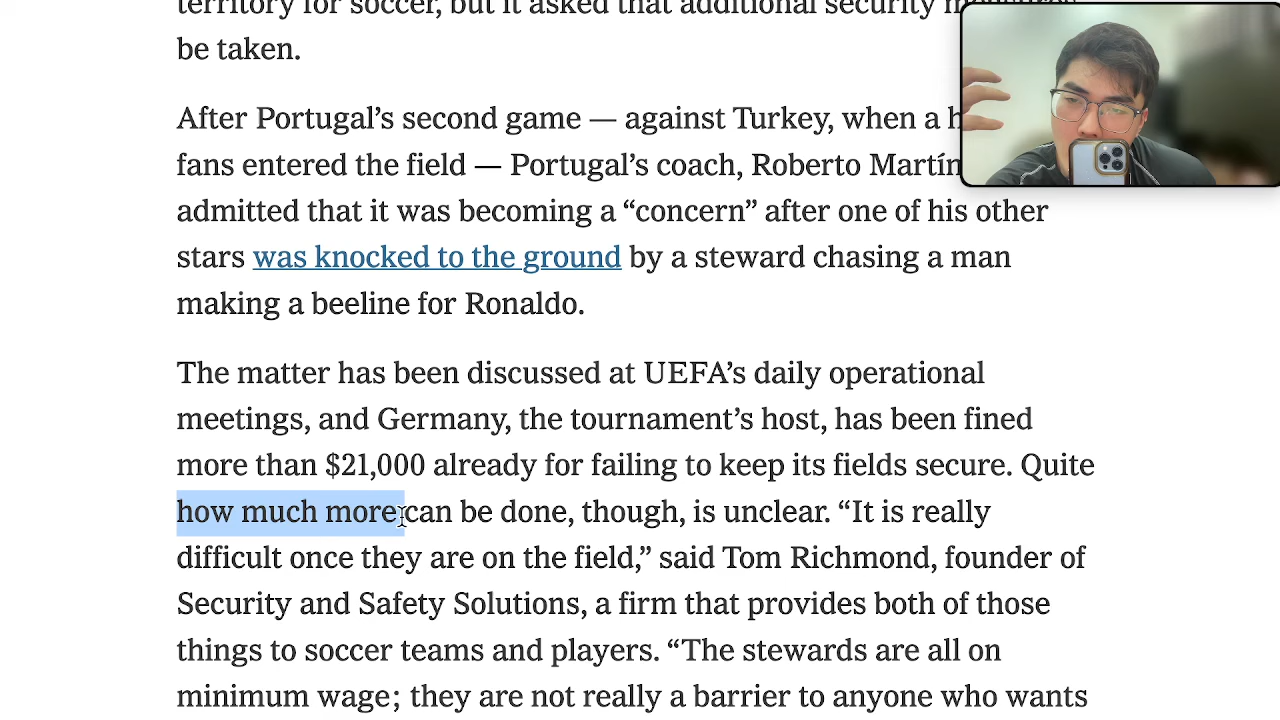 territory for soccer, but it asked that additional security measures
be taken.
After Portugal’s second game — against Turkey, when a
fans entered the field — Portugal’s coach, Roberto
admitted that it was becoming a “concern” after one of his other
stars was knocked to the ground by a steward chasing a man
making a beeline for Ronaldo.
The matter has been discussed at UEFA’s daily operational
meetings, and Germany, the tournament’s host, has been fined
more than $21,000 already for failing to keep its fields secure. Quite
how much more can be done, though, is unclear. “It is really
difficult once they are on the field,” said Tom Richmond, founder of
Security and Safety Solutions, a firm that provides both of those
things to soccer teams and players. “The stewards are all on
minimum wage; they are not really a barrier to anyone who wants